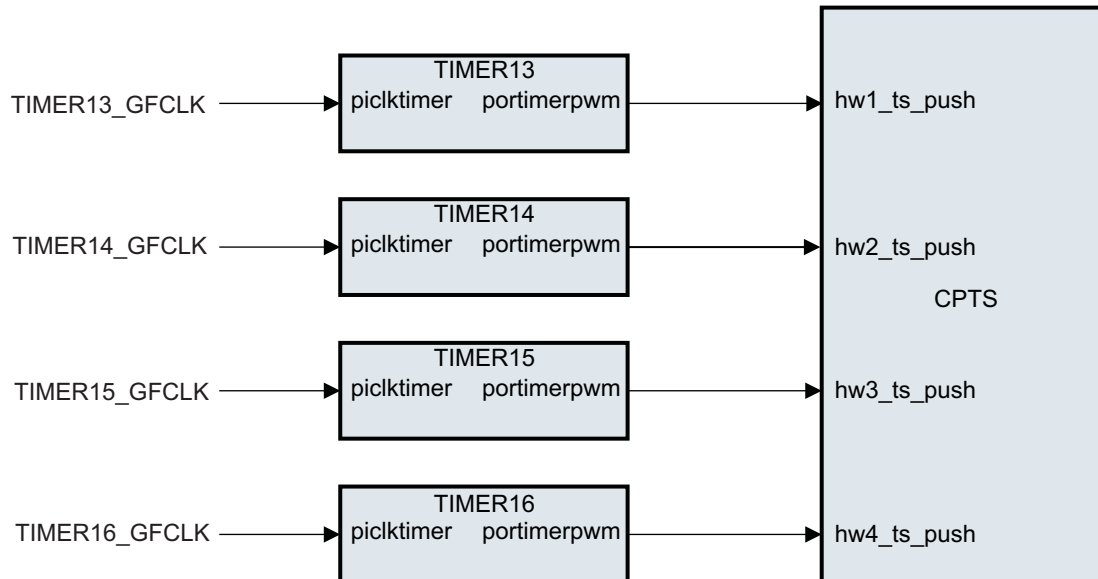 TIMER13
TIMER13_GFCLK piclktimer portimerpwm hw1_ts_push
TIMER14
TIMER14_GFCLK piclktimer portimerpwm hw2_ts_push
CPTS
TIMER15
TIMER15_GFCLK piclktimer portimerpwm hw3_ts_push
TIMER16
TIMER16_GFCLK piclktimer portimerpwm hw4_ts_push